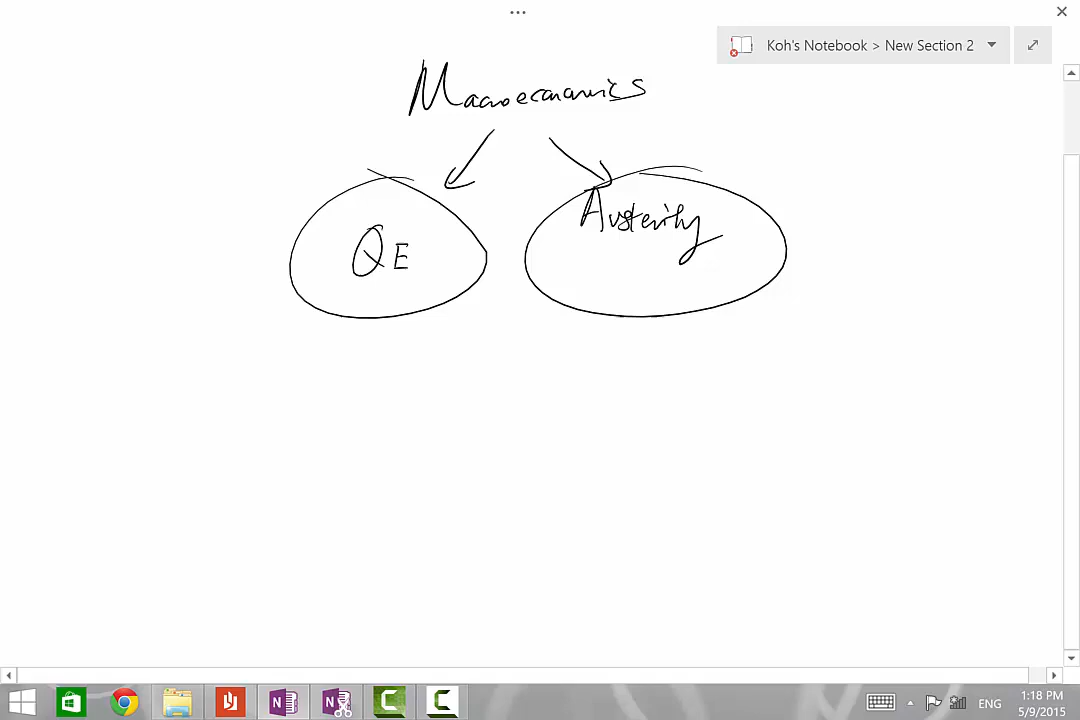 Koh's Notebook > New Section 2
Macroeconomics
QE
Austerity
ENG
1:18 PM
5/9/2015